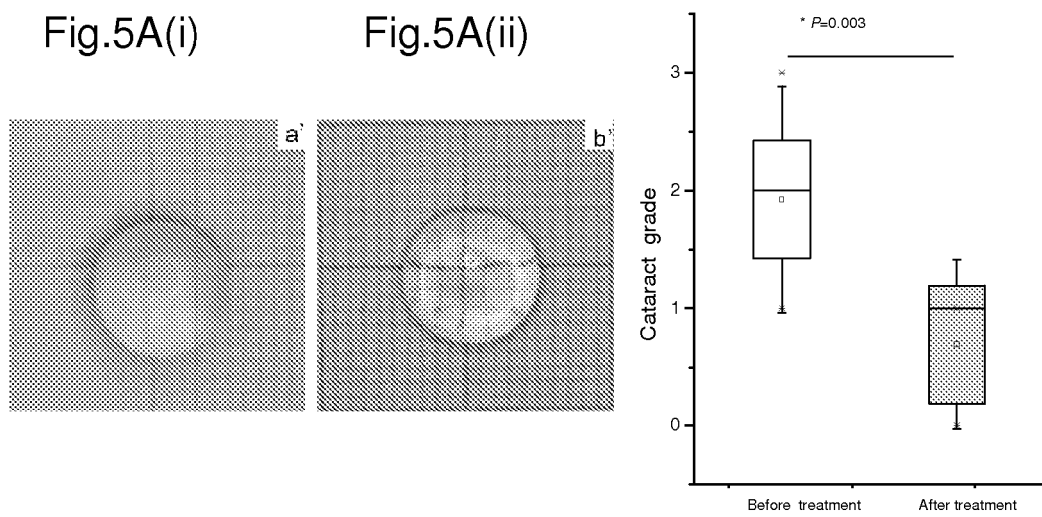 Fig.5A(i)
Fig.5A(ii)
a'
b'
* P=0.003
Cataract grade
3
2
1
0
Before treatment
After treatment